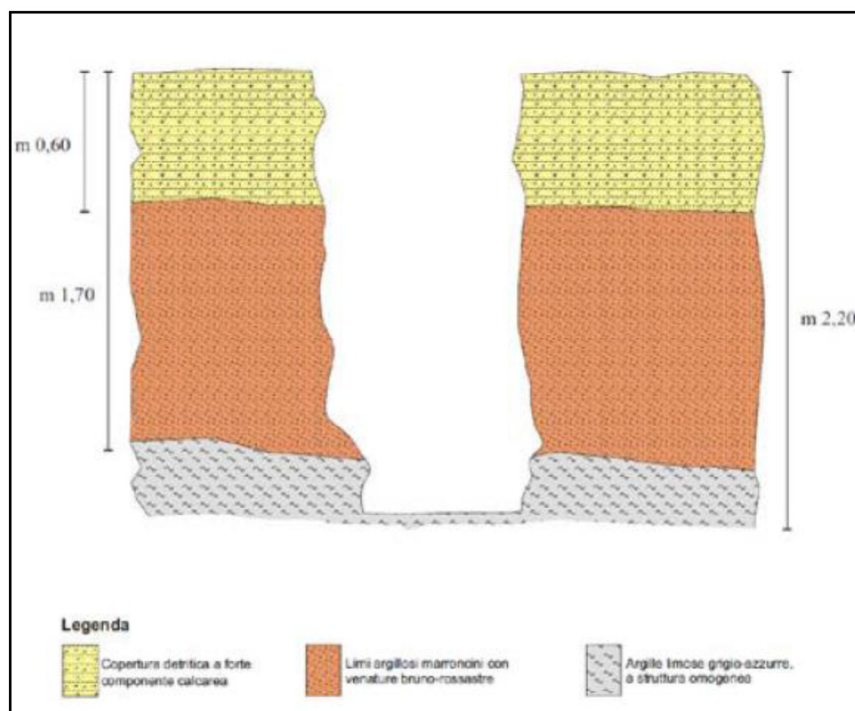 m 0,60
m 1,70
m 2,20
Legenda
Copertura detritica a forte
componente calcarea
Limi argillosi marroncini con
venature bruno-rossastre
Argille limose grigio-azzurre,
a struttura omogenea